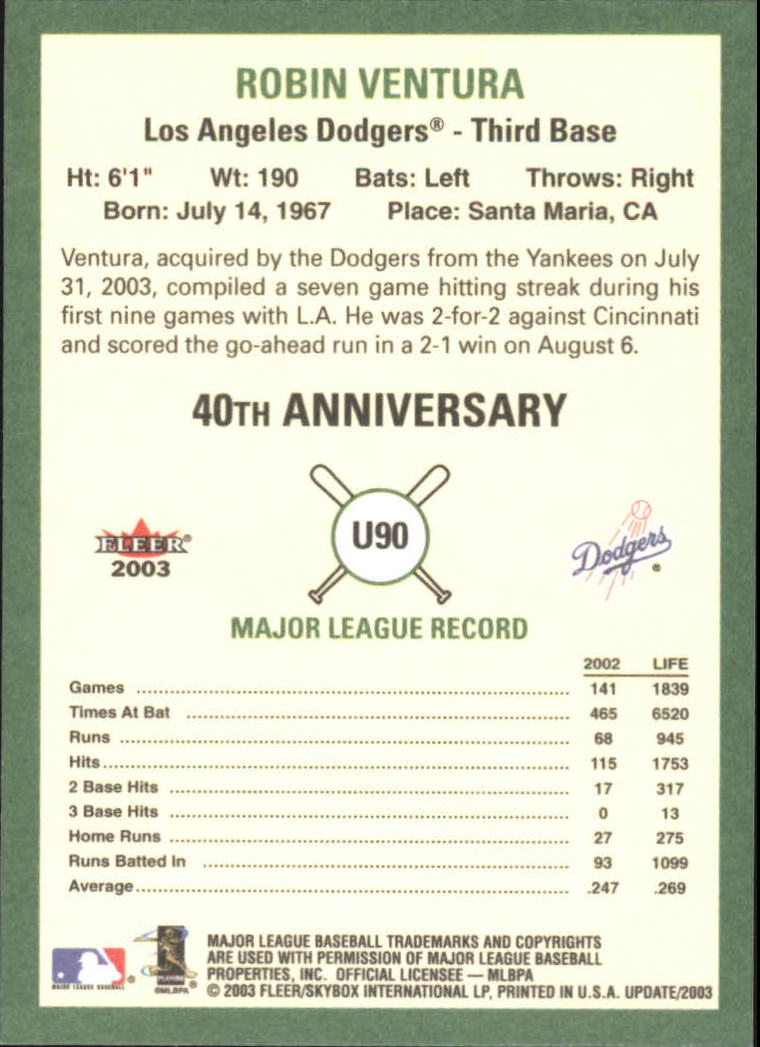 ROBIN VENTURA
Los Angeles Dodgers® - Third Base
Ht: 6'1" Wt: 190 Bats: Left Throws: Right
Born: July 14, 1967 Place: Santa Maria, CA
Ventura, acquired by the Dodgers from the Yankees on July
31, 2003, compiled a seven game hitting streak during his
first nine games with L.A. He was 2-for-2 against Cincinnati
and scored the go-ahead run in a 2-1 win on August 6.
40TH ANNIVERSARY
FLEER®
2003
U90
Dodgers®
MAJOR LEAGUE RECORD
2002 LIFE
Games 141 1839
Times At Bat 465 6520
Runs 68 945
Hits 115 1753
2 Base Hits 17 317
3 Base Hits 0 13
Home Runs 27 275
Runs Batted In 93 1099
Average .247 .269
MAJOR LEAGUE BASEBALL®
PLAYERS
©MLBPA®
MAJOR LEAGUE BASEBALL TRADEMARKS AND COPYRIGHTS
ARE USED WITH PERMISSION OF MAJOR LEAGUE BASEBALL
PROPERTIES, INC. OFFICIAL LICENSEE — MLBPA
© 2003 FLEER/SKYBOX INTERNATIONAL LP, PRINTED IN U.S.A. UPDATE/2003